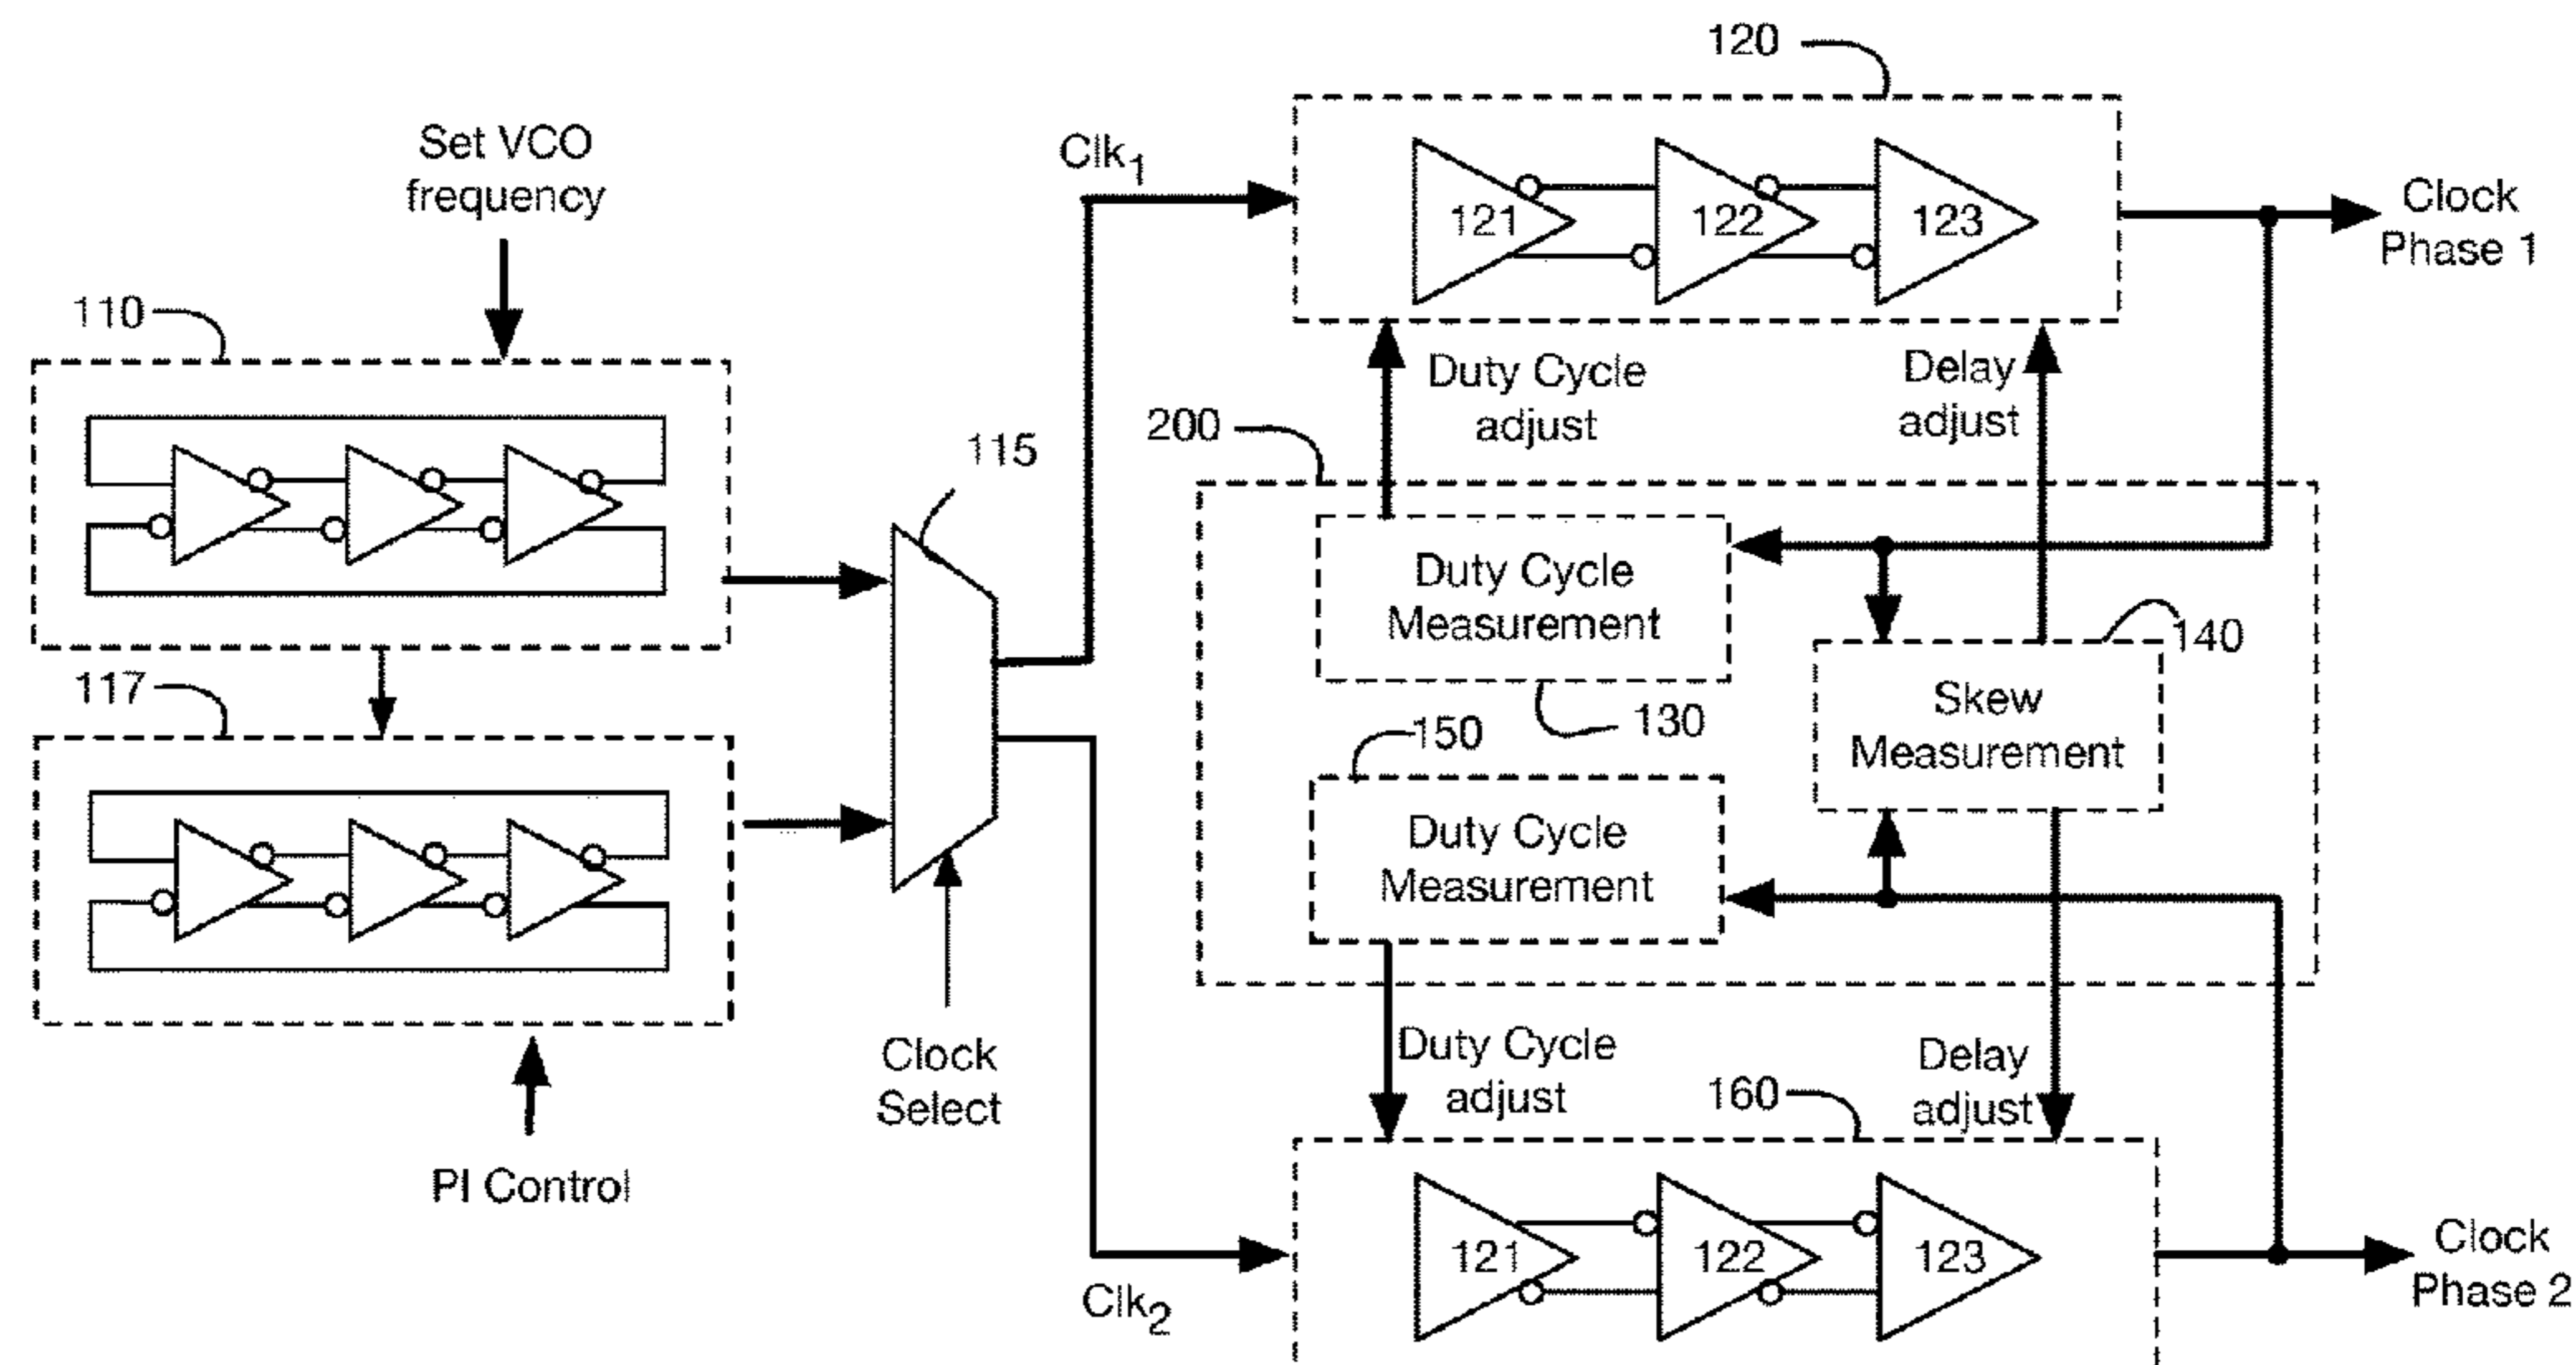 120
Set VCO
frequency
Clk1
121
122
123
Clock
Phase 1
110
Duty Cycle
adjust
Delay
adjust
200
115
Duty Cycle
Measurement
140
117
130
Skew
Measurement
150
Duty Cycle
Measurement
Clock
Select
Duty Cycle
adjust
Delay
adjust
160
PI Control
121
122
123
Clk2
Clock
Phase 2